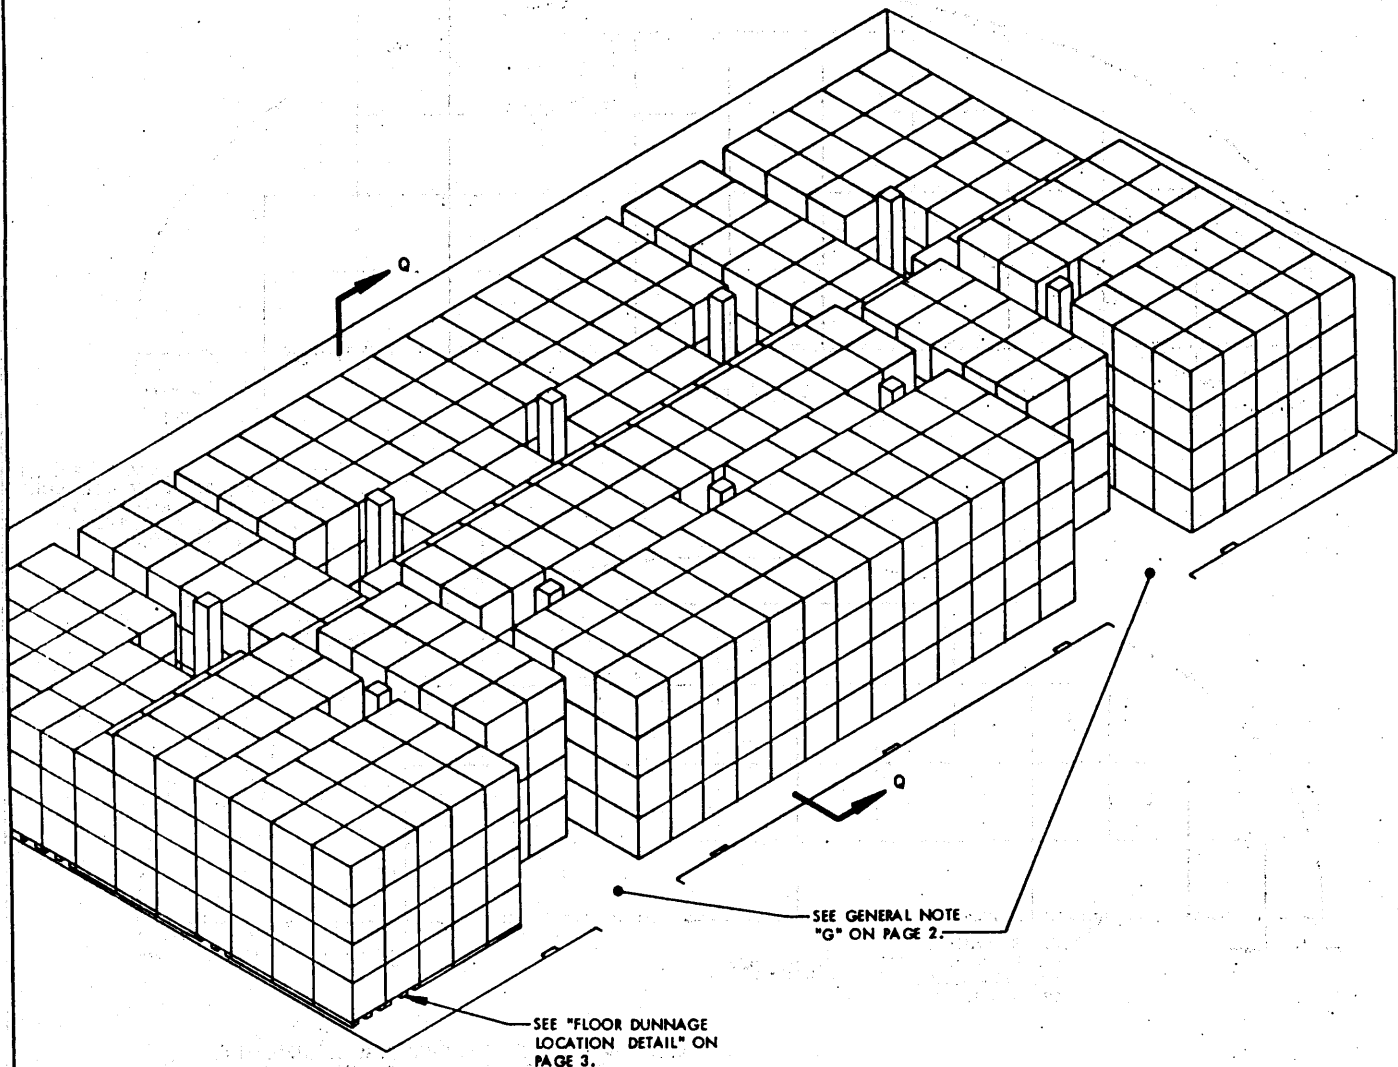 Q
Q
SEE GENERAL NOTE
"G" ON PAGE 2.
SEE "FLOOR DUNNAGE
LOCATION DETAIL" ON
PAGE 3.